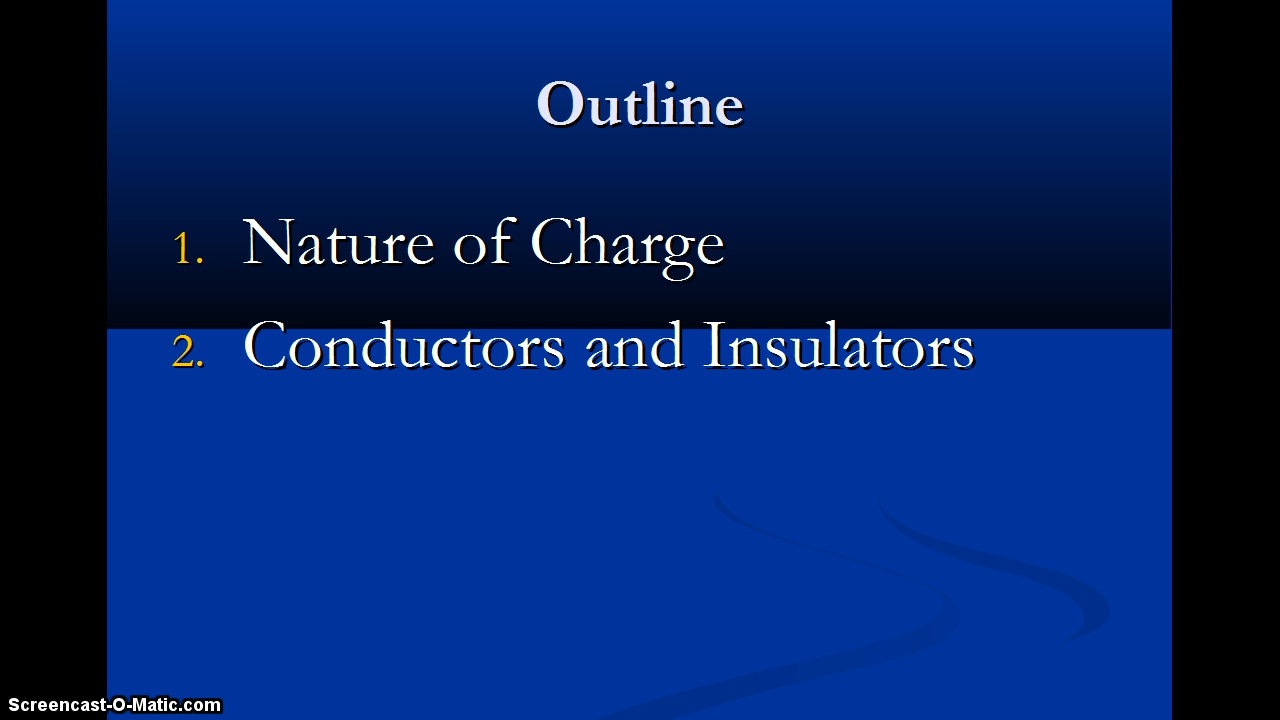 Outline
1. Nature of Charge
2. Conductors and Insulators
Screencast-O-Matic.com